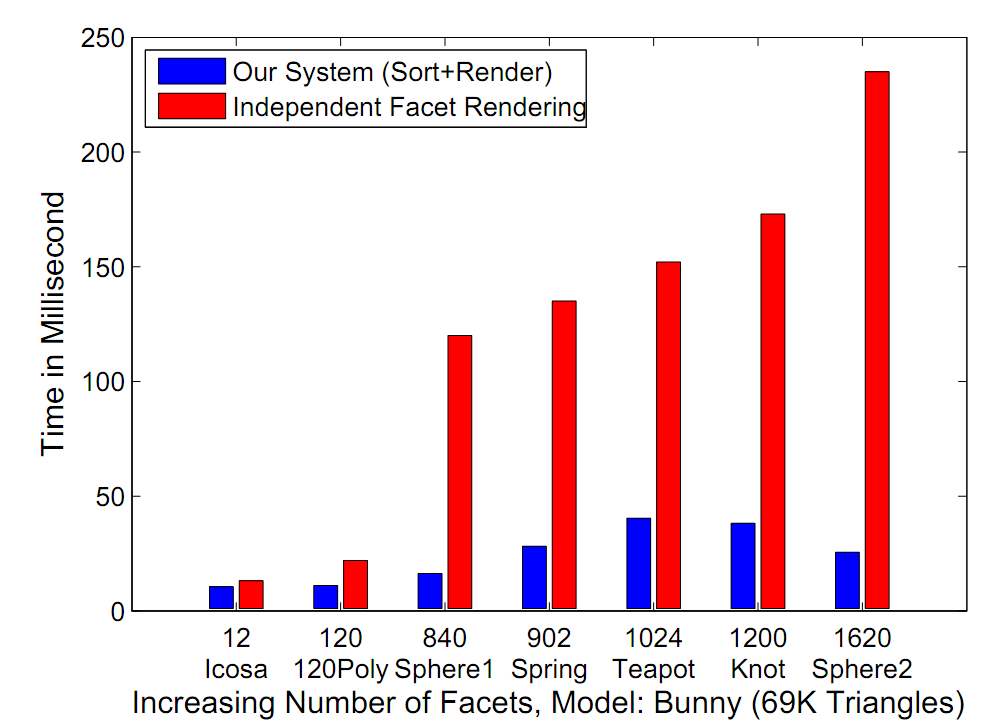 250
200
150
100
50
0
Time in Millisecond
Our System (Sort+Render)
Independent Facet Rendering
12 120 840 902 1024 1200 1620
Icosa 120Poly Sphere1 Spring Teapot Knot Sphere2
Increasing Number of Facets, Model: Bunny (69K Triangles)